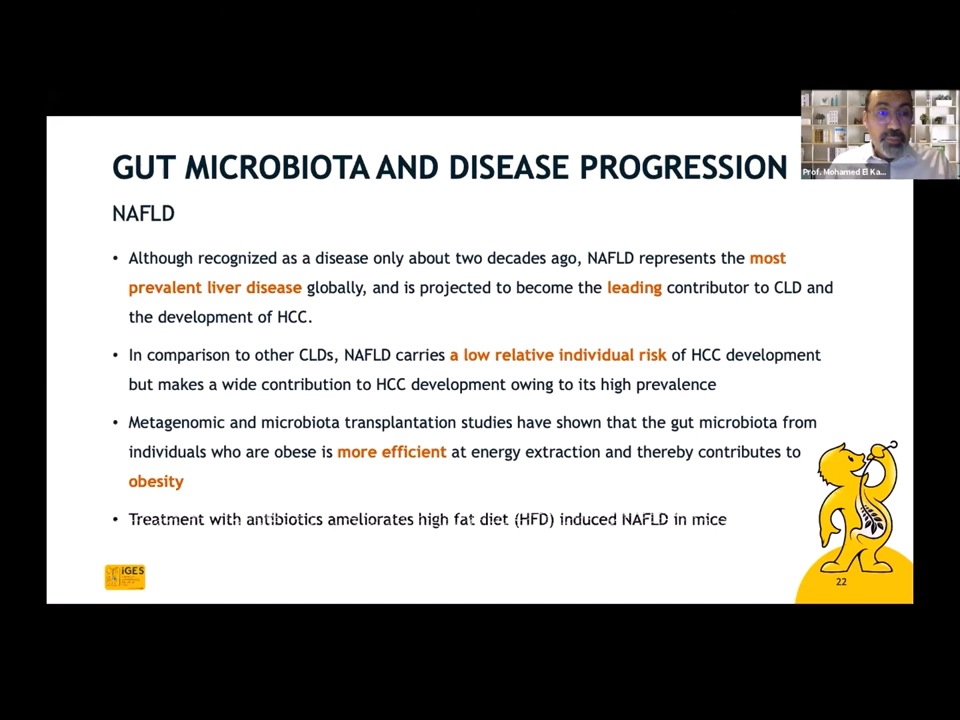 GUT MICROBIOTA AND DISEASE PROGRESSION
Prof. Mohamed El Ka...
NAFLD
• Although recognized as a disease only about two decades ago, NAFLD represents the most
prevalent liver disease globally, and is projected to become the leading contributor to CLD and
the development of HCC.
• In comparison to other CLDs, NAFLD carries a low relative individual risk of HCC development
but makes a wide contribution to HCC development owing to its high prevalence
• Metagenomic and microbiota transplantation studies have shown that the gut microbiota from
individuals who are obese is more efficient at energy extraction and thereby contributes to
obesity
• Treatment with antibiotics ameliorates high fat diet (HFD) induced NAFLD in mice
iGES
22